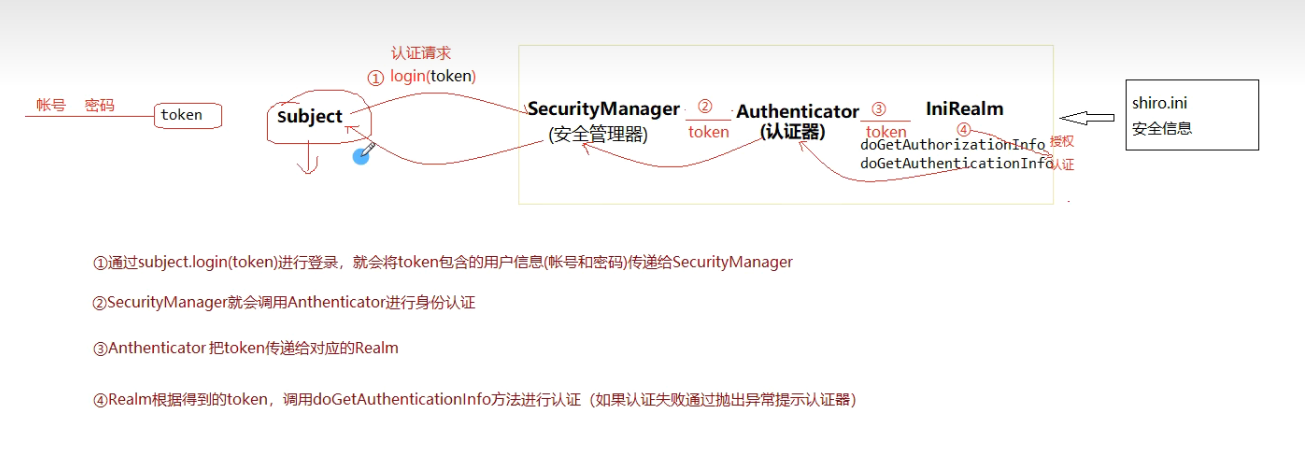 认证请求
① login(token)
帐号 密码
token
Subject
SecurityManager
(安全管理器)
②
token
Authenticator
(认证器)
③
token
IniRealm
④
doGetAuthorizationInfo 授权
doGetAuthenticationInfo 认证
shiro.ini
安全信息
①通过subject.login(token)进行登录，就会将token包含的用户信息(帐号和密码)传递给SecurityManager
②SecurityManager就会调用Anthenticator进行身份认证
③Anthenticator 把token传递给对应的Realm
④Realm根据得到的token，调用doGetAuthenticationInfo方法进行认证（如果认证失败通过抛出异常提示认证器）